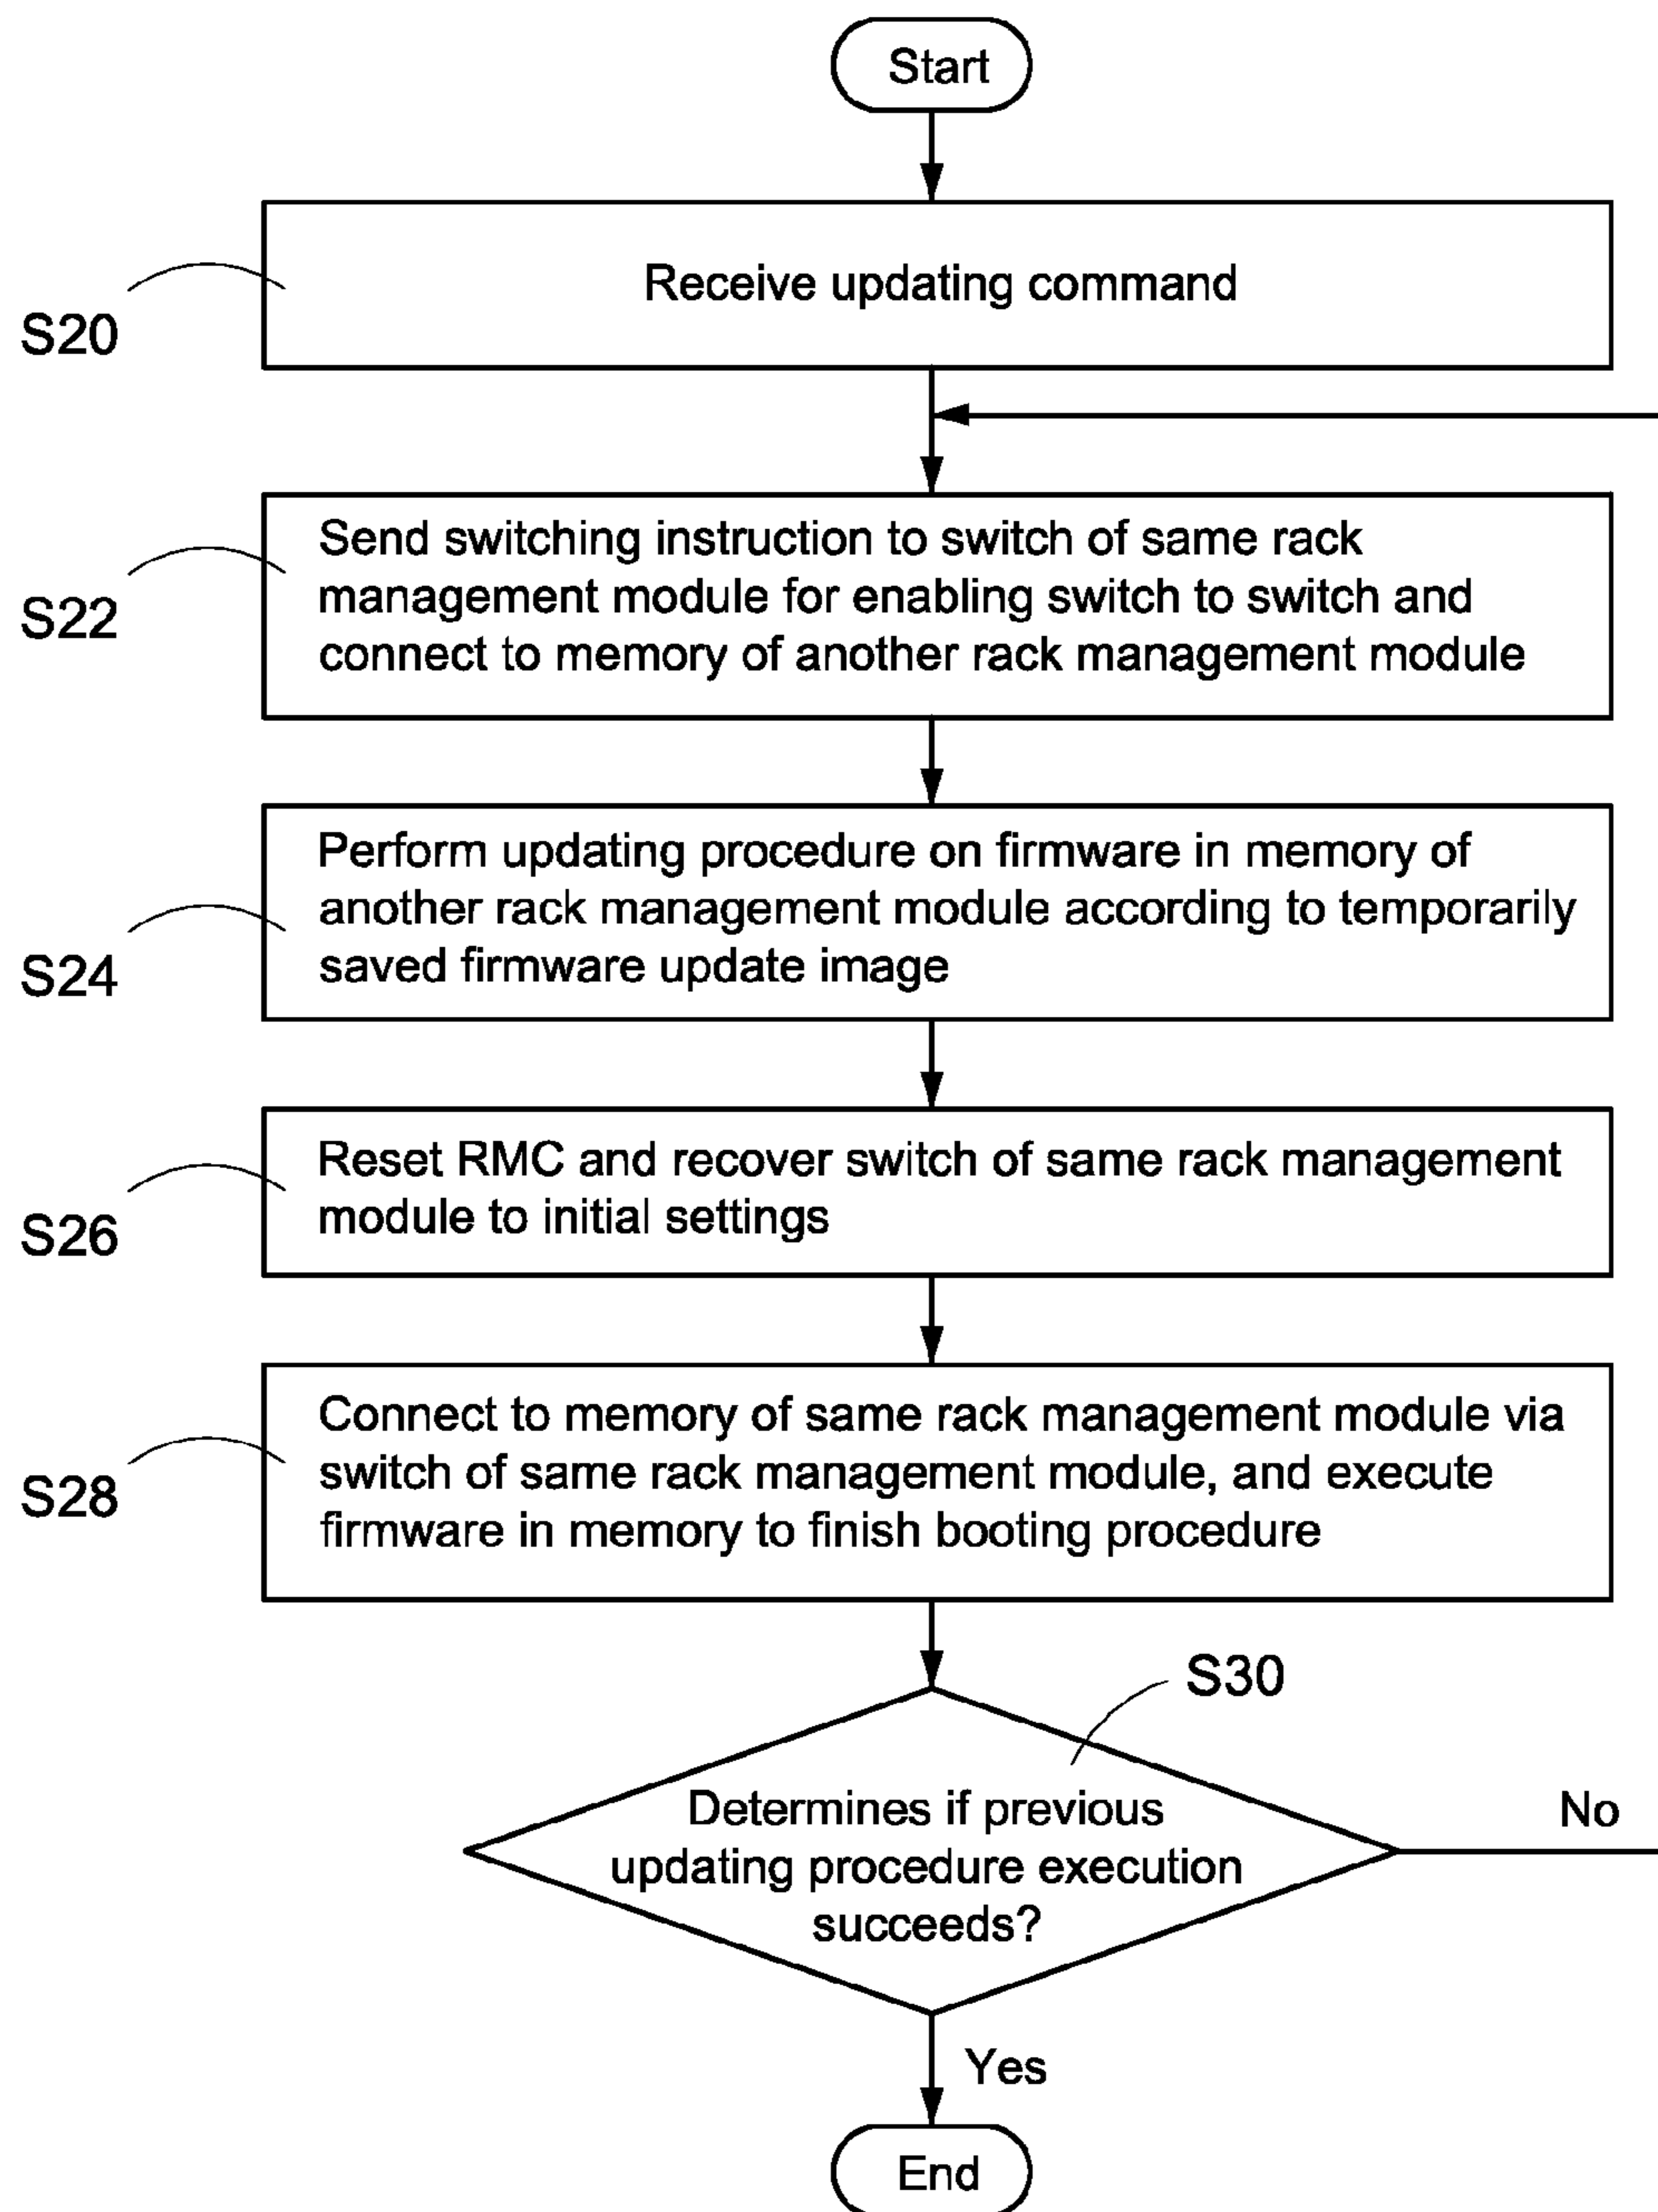 Start
Receive updating command
S20
Send switching instruction to switch of same rack
management module for enabling switch to switch and
connect to memory of another rack management module
S22
Perform updating procedure on firmware in memory of
another rack management module according to temporarily
saved firmware update image
S24
Reset RMC and recover switch of same rack management
module to initial settings
S26
Connect to memory of same rack management module via
switch of same rack management module, and execute
firmware in memory to finish booting procedure
S28
S30
Determines if previous
updating procedure execution
succeeds?
No
Yes
End